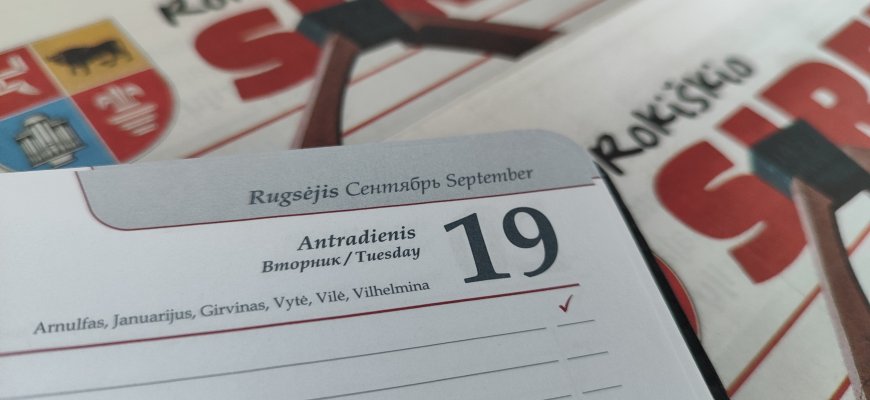 Rokiškio
Rugsėjis Сентябрь September
Antradienis
Вторник / Tuesday
19
Arnulfas, Januarijus, Girvinas, Vytė, Vilė, Vilhelmina